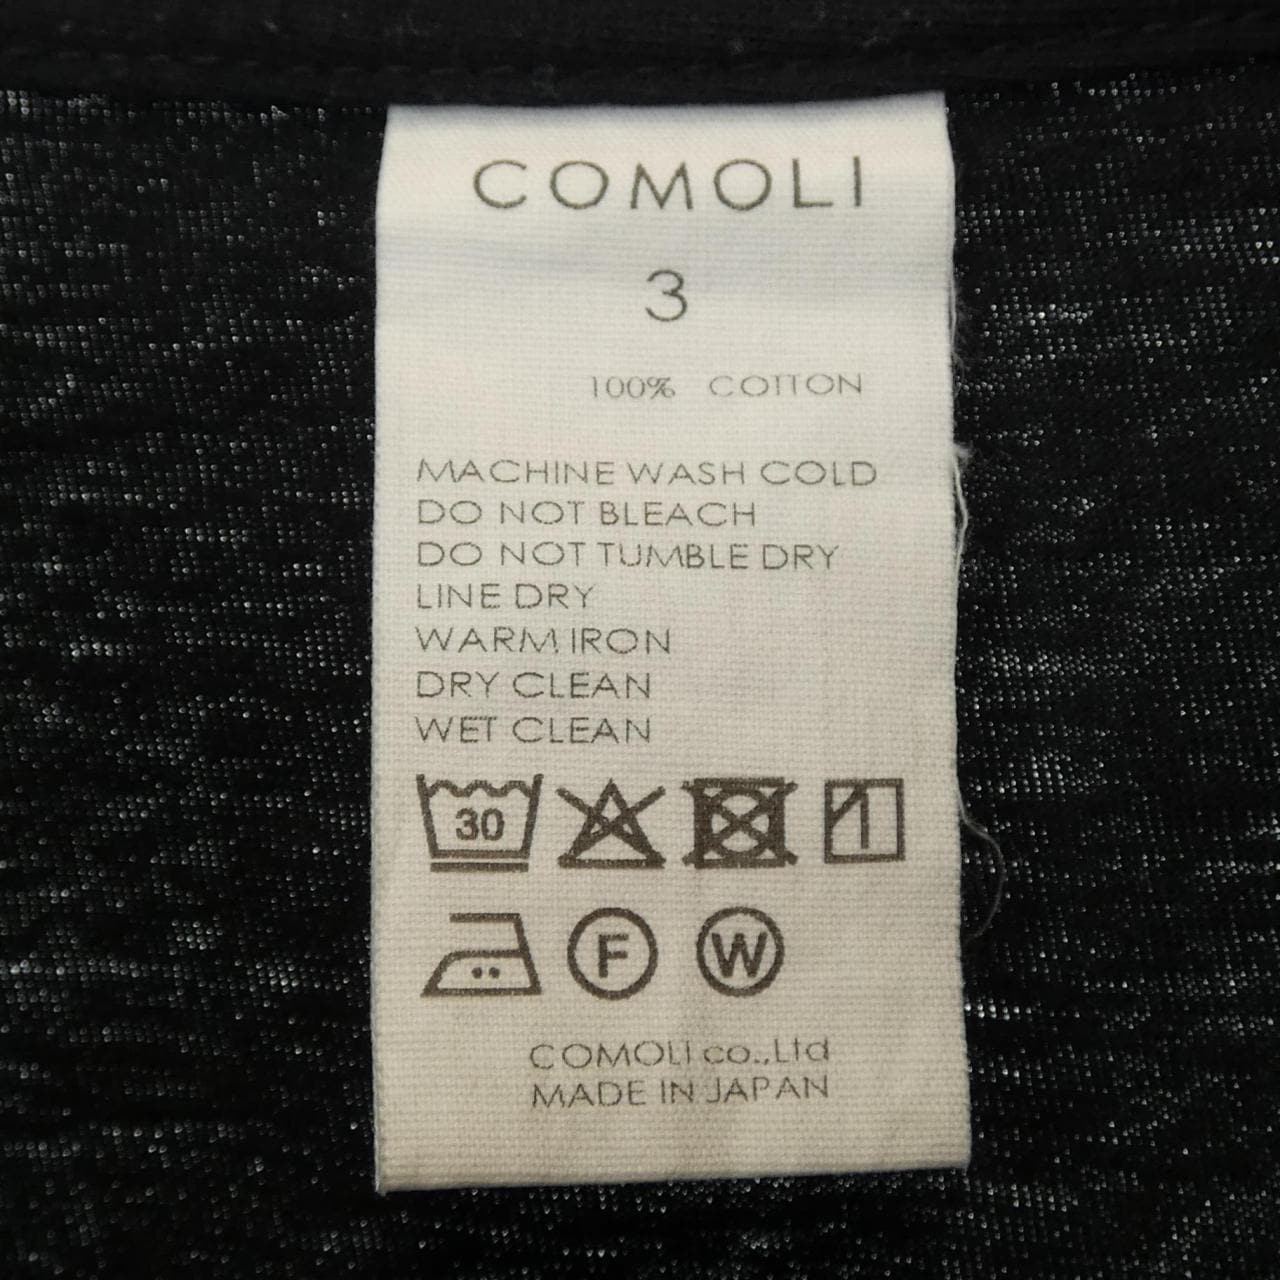 COMOLI
3
100% COTTON
MACHINE WASH COLD
DO NOT BLEACH
DO NOT TUMBLE DRY
LINE DRY
WARM IRON
DRY CLEAN
WET CLEAN
30
F W
COMOLI co.,Ltd
MADE IN JAPAN